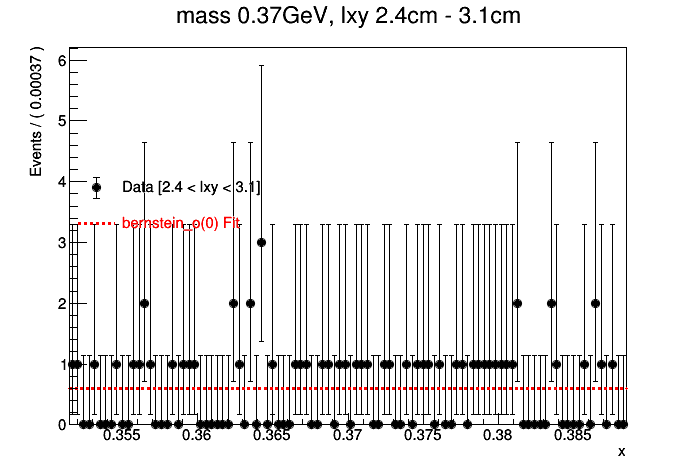 mass 0.37GeV, lxy 2.4cm - 3.1cm
Events / ( 0.00037 )
6
5
4
3
2
1
0
Data [2.4 < lxy < 3.1]
bernstein_o(0) Fit
0.355 0.36 0.365 0.37 0.375 0.38 0.385
x